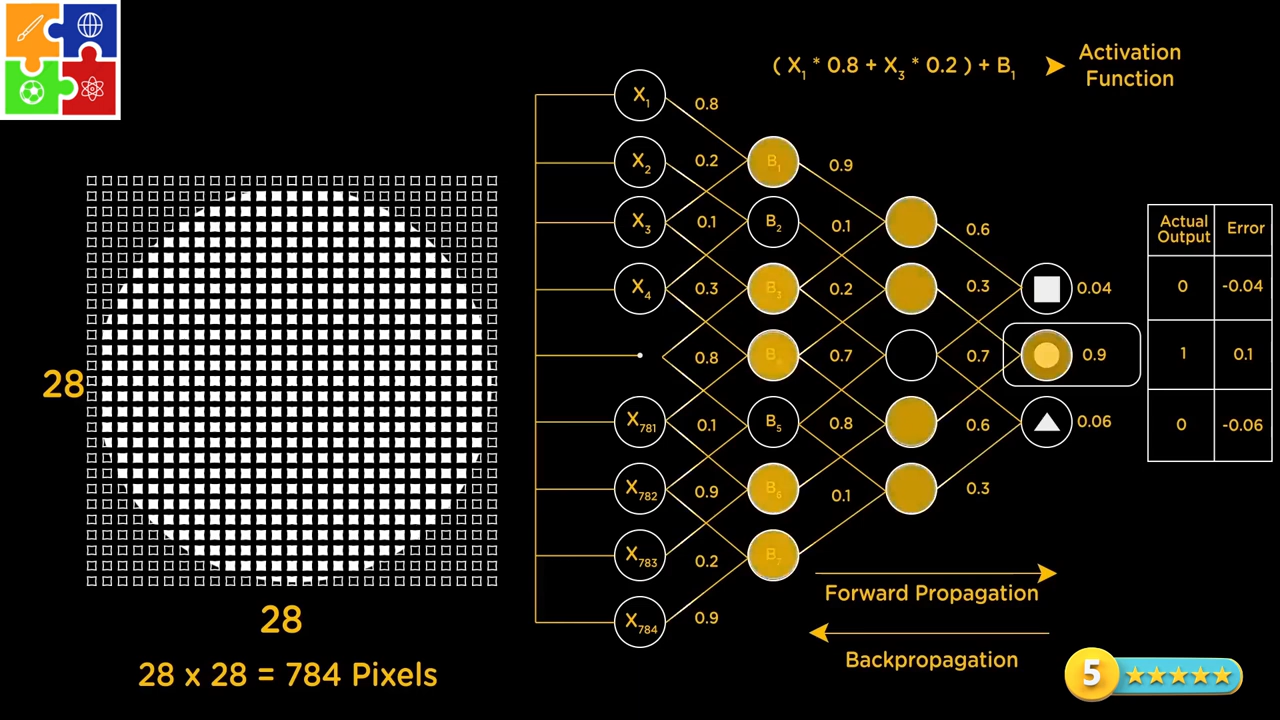 ( X₁ * 0.8 + X₃ * 0.2 ) + B₁
Activation
Function
28
28
28 x 28 = 784 Pixels
X₁
X₂
X₃
X₄
X₇₈₁
X₇₈₂
X₇₈₃
X₇₈₄
0.8
0.2
0.1
0.3
0.8
0.1
0.9
0.2
0.9
B₁
B₂
B₃
B
B₅
B₆
B₇
0.9
0.1
0.2
0.7
0.8
0.1
0.6
0.3
0.7
0.6
0.3
0.04
0.9
0.06
Actual Output Error
0 -0.04
1 0.1
0 -0.06
Forward Propagation
Backpropagation
5